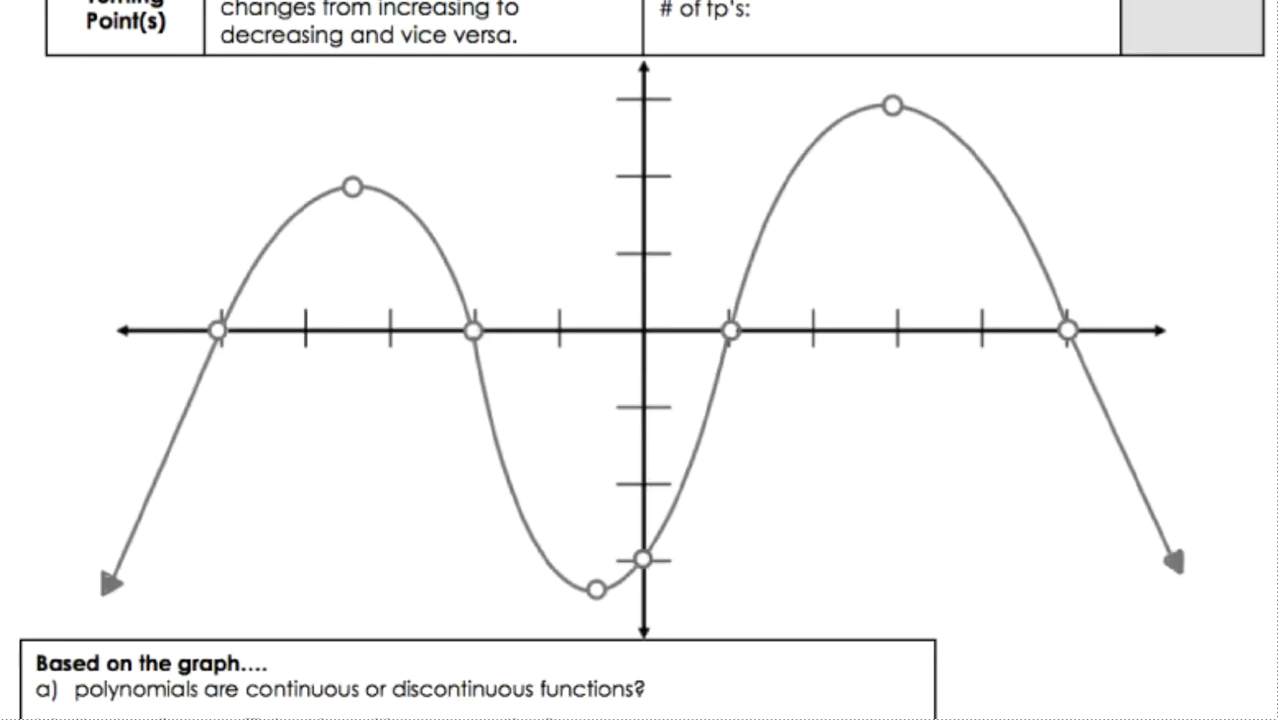 Point(s)
changes from increasing to
decreasing and vice versa.
# of tp's:
Based on the graph....
a) polynomials are continuous or discontinuous functions?